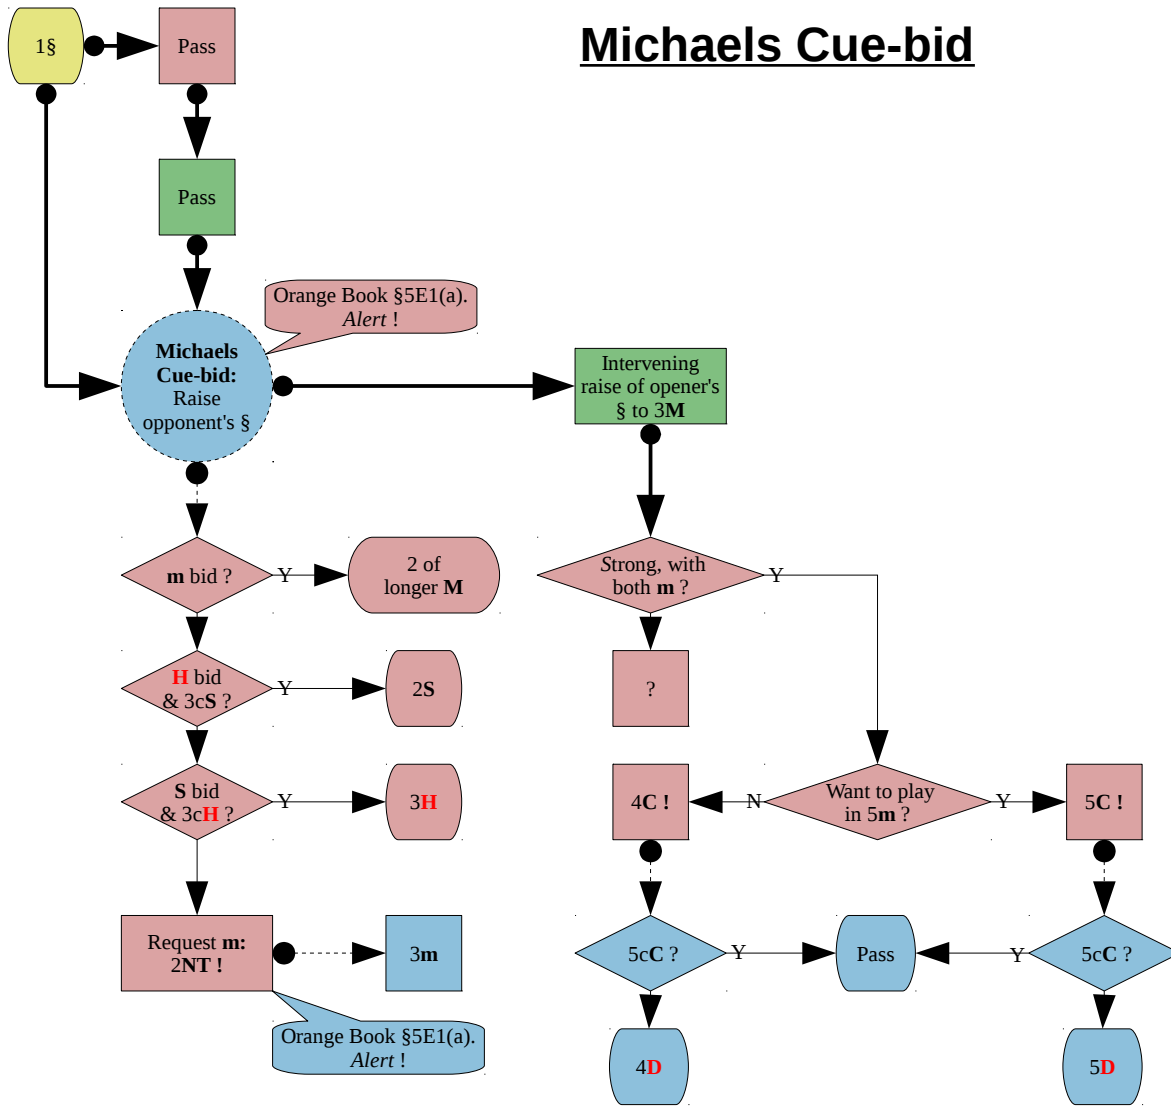 Michaels Cue-bid
1§
Pass
Pass
Orange Book §5E1(a).
Alert !
Michaels
Cue-bid:
Raise
opponent's §
Intervening
raise of opener's
§ to 3M
m bid ?
Y
2 of
longer M
Strong, with
both m ?
Y
H bid
& 3cS ?
Y
2S
?
S bid
& 3cH ?
Y
3H
4C !
N
Want to play
in 5m ?
Y
5C !
Request m:
2NT !
3m
5cC ?
Y
Pass
Y
5cC ?
Orange Book §5E1(a).
Alert !
4D
5D